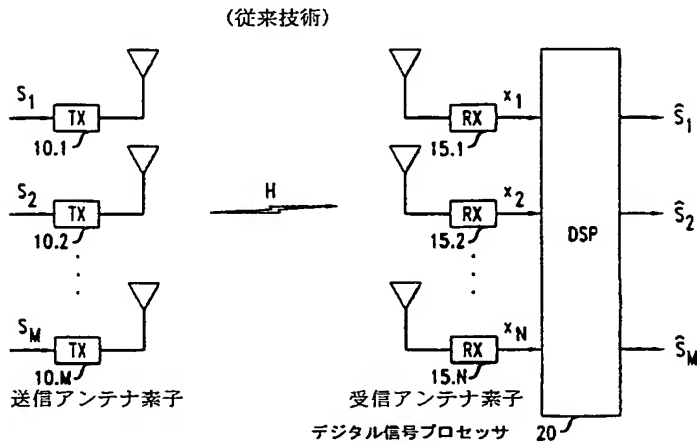 (従来技術)
S1 TX 10.1
RX 15.1 x1 Ŝ1
S2 TX 10.2
H
RX 15.2 x2 DSP Ŝ2
SM TX 10.M
RX 15.N xN ŜM
送信アンテナ素子 受信アンテナ素子
デジタル信号プロセッサ 20